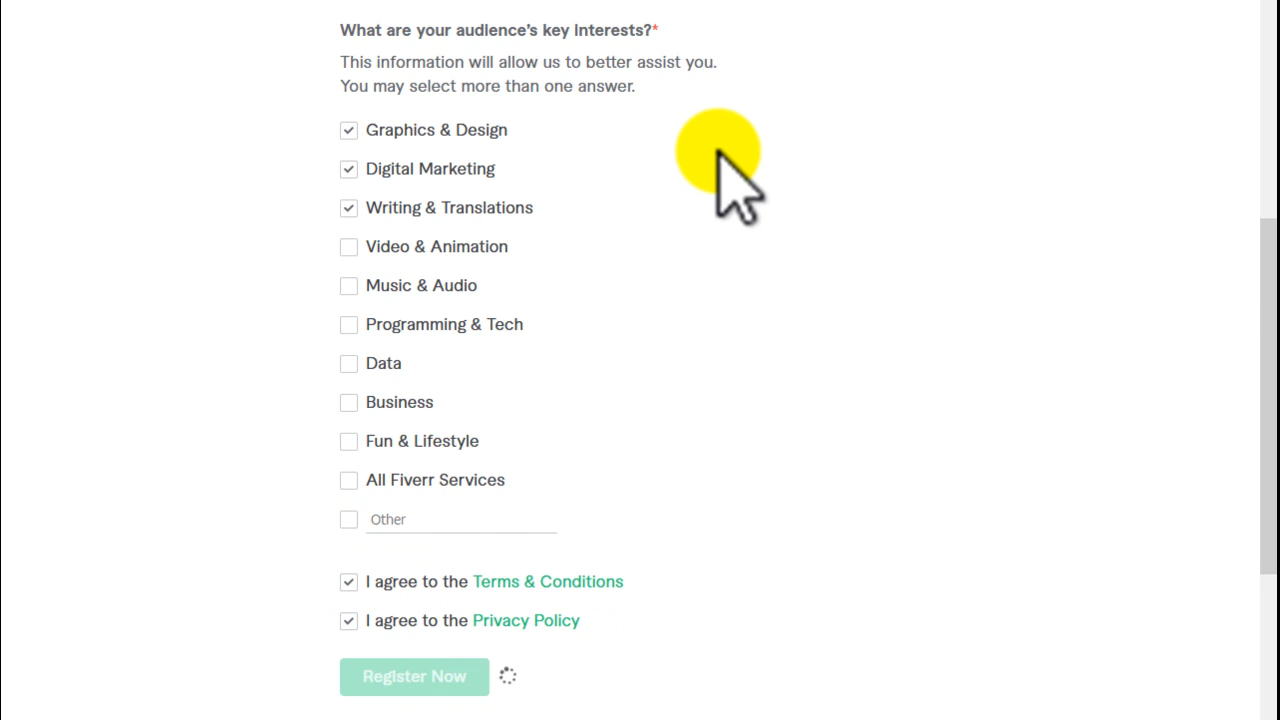 What are your audience's key interests?*
This information will allow us to better assist you.
You may select more than one answer.
Graphics & Design
Digital Marketing
Writing & Translations
Video & Animation
Music & Audio
Programming & Tech
Data
Business
Fun & Lifestyle
All Fiverr Services
Other
I agree to the Terms & Conditions
I agree to the Privacy Policy
Register Now